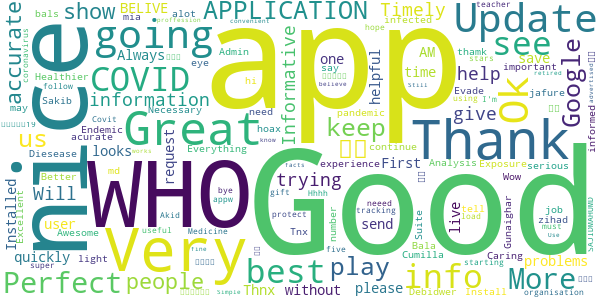 bals
BELIVE
alot
APPLICATION
Timely
infected
hope
convenient
teacher
proffession
coronavirus
mia
show
accurate
going
Update
Admin
Sakib
Always
eye
Healthier
may
follow
COVID
information
app
one
say
helpful
AM
time
stars
thamk
help
see
save
important
Google
ok
retired
advertised
informed
Informative
nice
Necessary
need
hoax
Endemic
acurate
Everything
Great
us
keep
pandemic
believe
Evade
using
I'm
jafure
give
Still
Diesease
Better
looks
md
Covit
request
trying
continue
Thank
Installed
Will
experience
First
Analysis
Exposure
serious
Excellent
user
Awesome
quickly
light
super
WHO
Good
Very
bye
appw
Akid
useful
Medicine
fine
hi
know
works
facts
gift
Hhhh
protect
Tnx
number
five
tracking
Simple
send
neeed
job
zihad
must
Use
SAJIDMAHUMD
Wow
Gunaighar
tell
load
live
Suite
Bala
Cumilla
Caring
problems
starting
Perfect
people
best
Thnx
play
without
please
info
Debidwer
Install
More
organisation